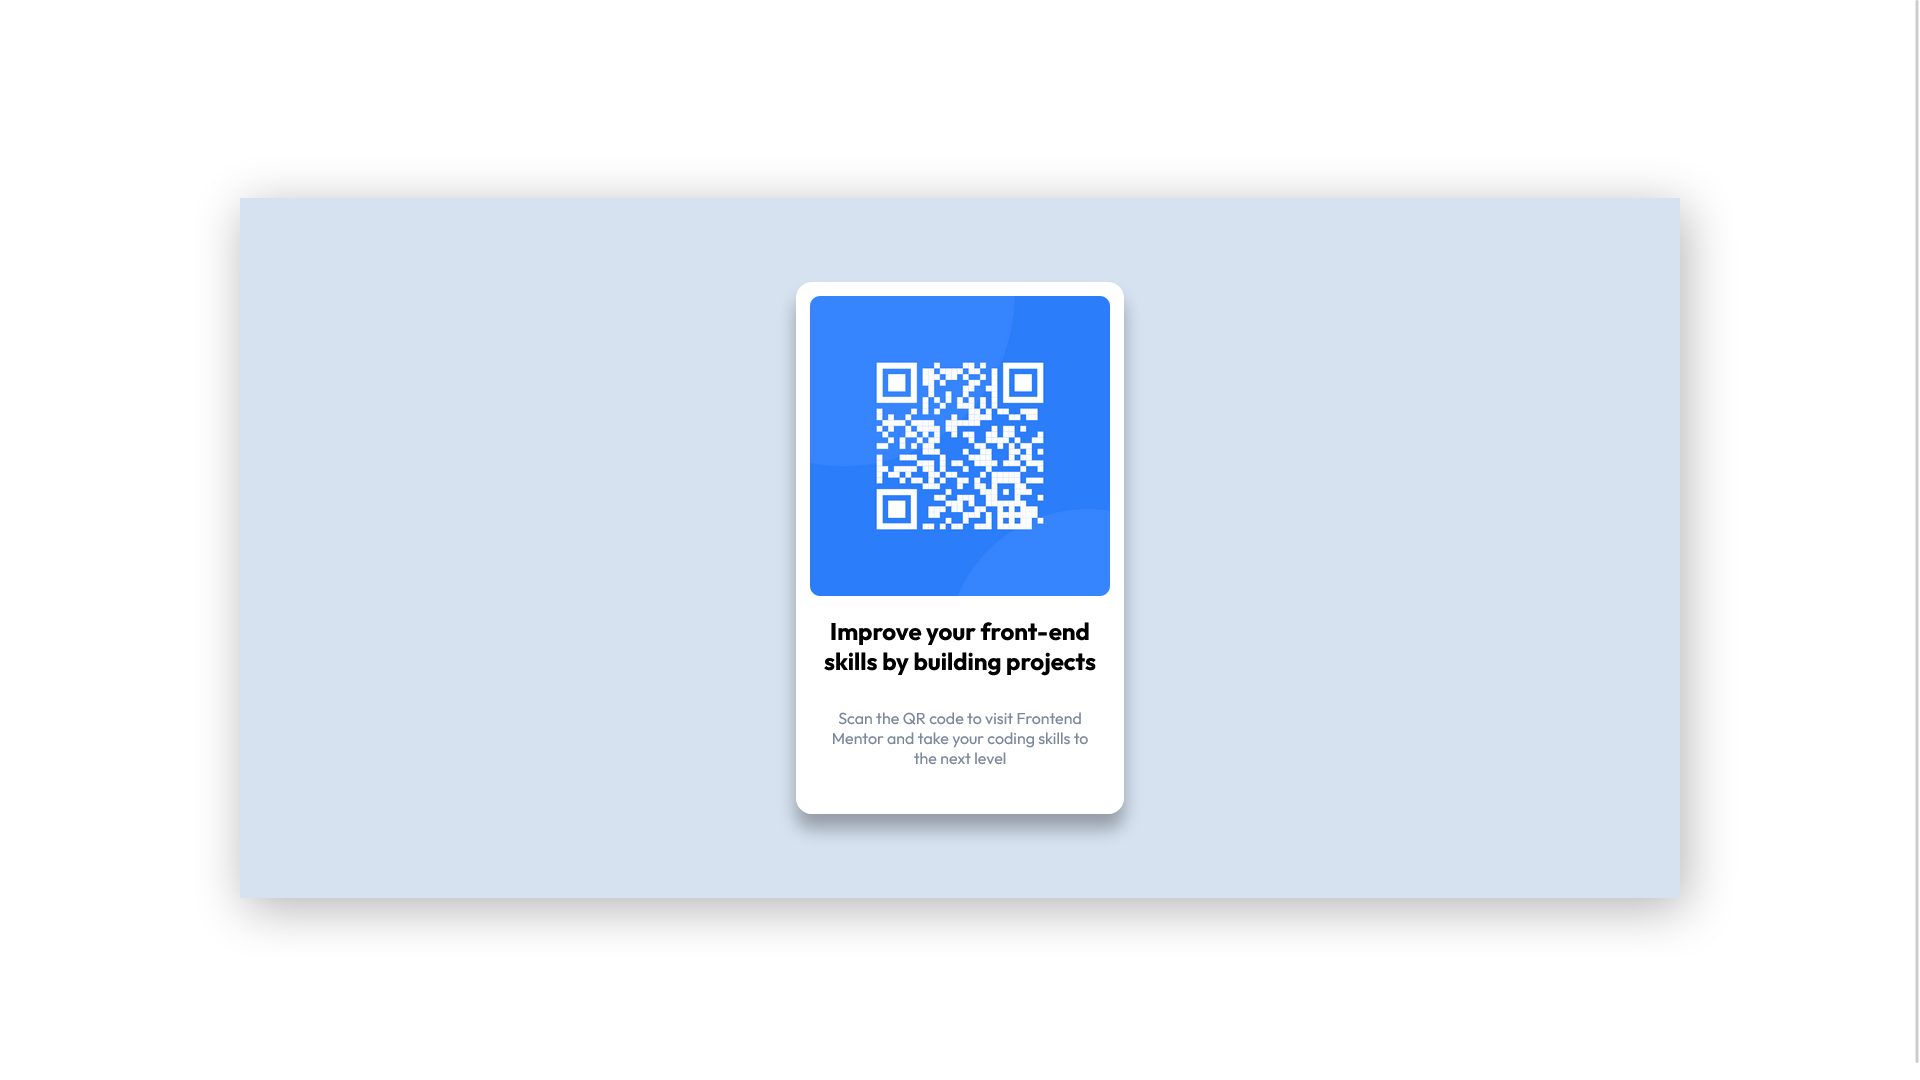 Improve your front-end
skills by building projects
Scan the QR code to visit Frontend
Mentor and take your coding skills to
the next level